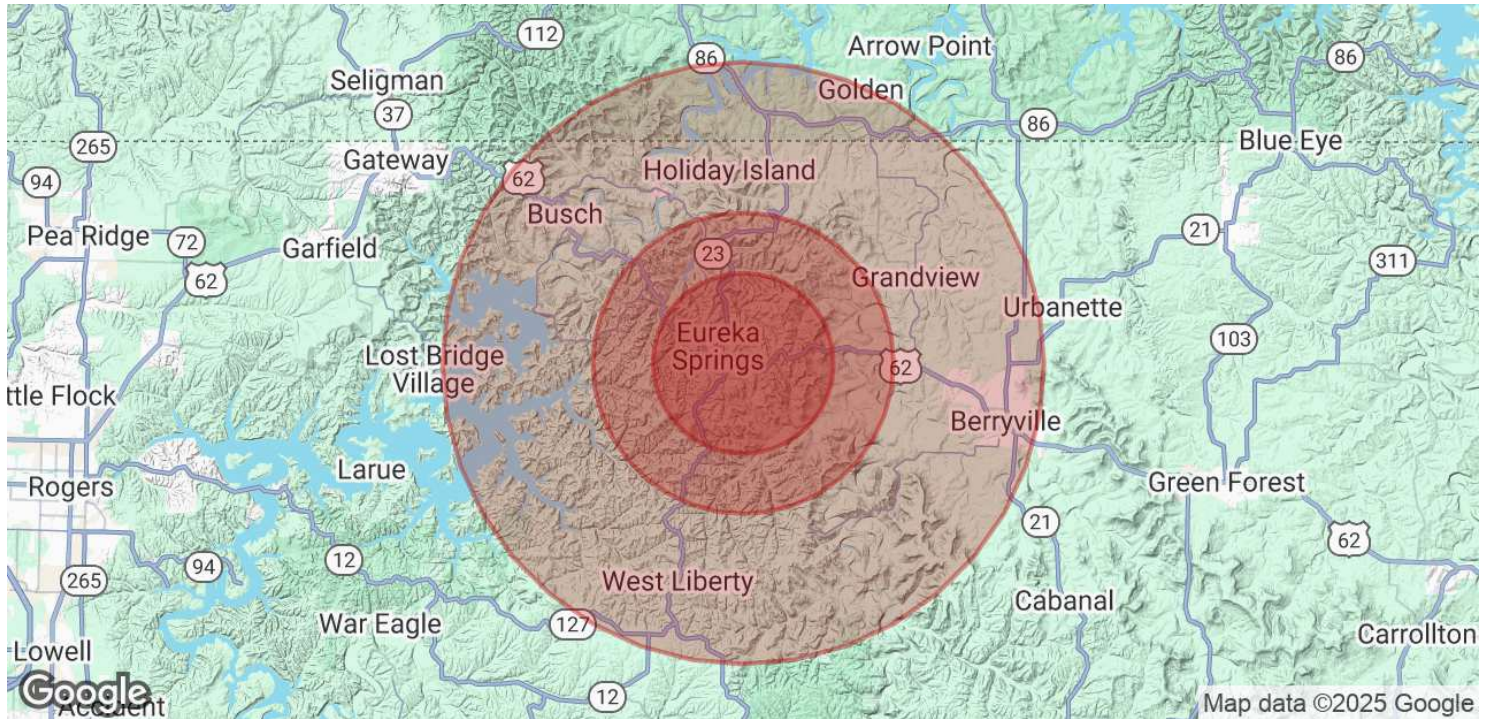 112
86
Arrow Point
86
Seligman
Golden
37
86
265
Blue Eye
Gateway
94
62
Holiday Island
Busch
21
Pea Ridge
72
Garfield
23
311
62
Grandview
Urbanette
103
Eureka
Springs
Lost Bridge
Village
62
ttle Flock
Berryville
Larue
Rogers
Green Forest
21
62
12
94
265
West Liberty
Cabanal
War Eagle
127
Carrollton
Lowell
12
Google
Map data ©2025 Google